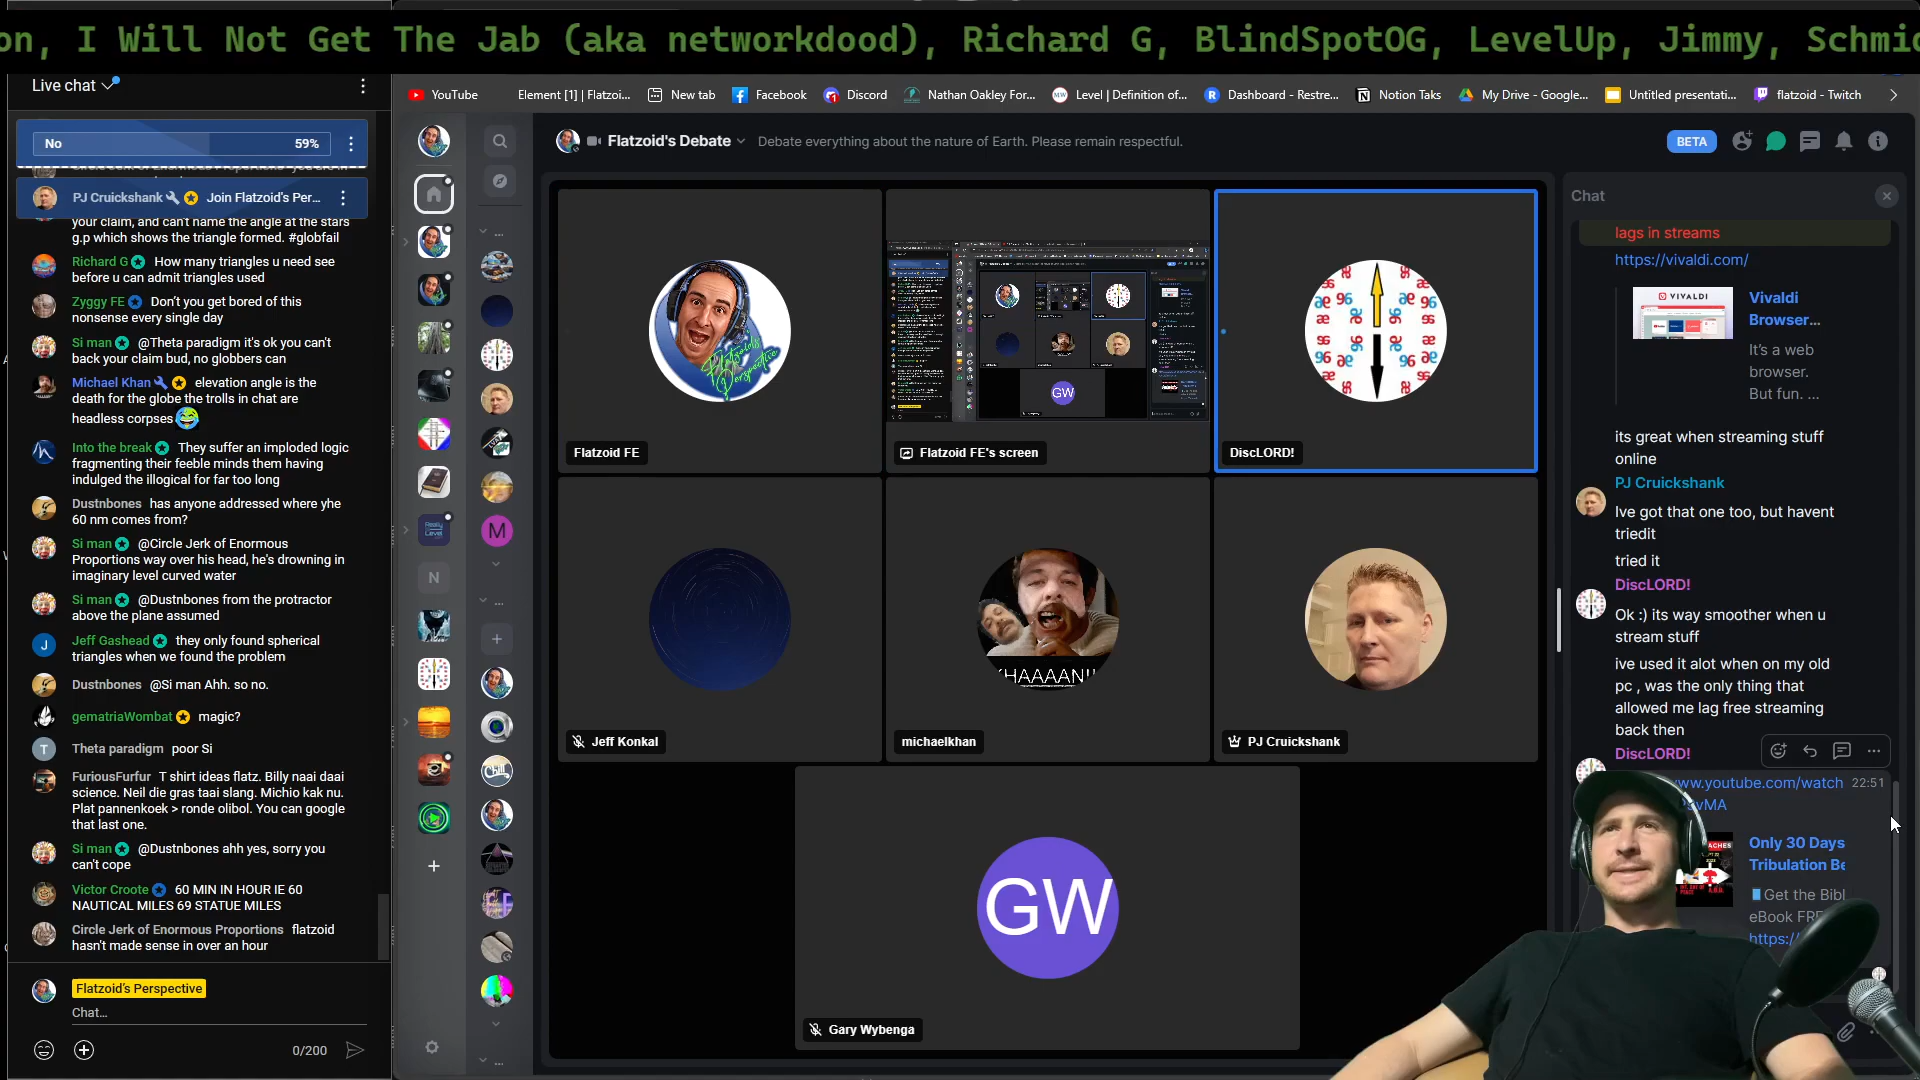 on, I Will Not Get The Jab (aka networkdood), Richard G, BlindSpotOG, LevelUp, Jimmy, Schmid
Live chat
No 59%
PJ Cruickshank Join Flatzoid's Per...
your claim, and can't name the angle at the stars
g.p which shows the triangle formed. #globfail
Richard G How many triangles u need see
before u can admit triangles used
Zyggy FE Don't you get bored of this
nonsense every single day
Si man @Theta paradigm it's ok you can't
back your claim bud, no globbers can
Michael Khan elevation angle is the
death for the globe the trolls in chat are
headless corpses
Into the break They suffer an imploded logic
fragmenting their feeble minds them having
indulged the illogical for far too long
Dustnbones has anyone addressed where yhe
60 nm comes from?
Si man @Circle Jerk of Enormous
Proportions way over his head, he's drowning in
imaginary level curved water
Si man @Dustnbones from the protractor
above the plane assumed
Jeff Gashead they only found spherical
triangles when we found the problem
Dustnbones @Si man Ahh. so no.
gematriaWombat magic?
Theta paradigm poor Si
FuriousFurfur T shirt ideas flatz. Billy naai daai
science. Neil die gras taai slang. Michio kak nu.
Plat pannenkoek > ronde olibol. You can google
that last one.
Si man @Dustnbones ahh yes, sorry you
can't cope
Victor Croote 60 MIN IN HOUR IE 60
NAUTICAL MILES 69 STATUE MILES
Circle Jerk of Enormous Proportions flatzoid
hasn't made sense in over an hour
Flatzoid's Perspective
Chat...
0/200
YouTube Element [1] | Flatzoi... New tab Facebook Discord Nathan Oakley For... Level | Definition of... Dashboard - Restre... Notion Taks My Drive - Google... Untitled presentati... flatzoid - Twitch
Flatzoid's Debate Debate everything about the nature of Earth. Please remain respectful. BETA
N
M
Flatzoid's Perspective
Flatzoid FE
Flatzoid FE's screen
DiscLORD!
Jeff Konkal
KHAAAAN!!
michaelkhan
PJ Cruickshank
GW
Gary Wybenga
Chat
lags in streams
https://vivaldi.com/
VIVALDI
Vivaldi
Browser...
It's a web
browser.
But fun. ...
its great when streaming stuff
online
PJ Cruickshank
Ive got that one too, but havent
triedit
tried it
DiscLORD!
Ok :) its way smoother when u
stream stuff
ive used it alot when on my old
pc , was the only thing that
allowed me lag free streaming
back then
DiscLORD!
ww.youtube.com/watch 22:51
vMA
Only 30 Days
Tribulation Be
Get the Bibl
eBook FRE
https:/